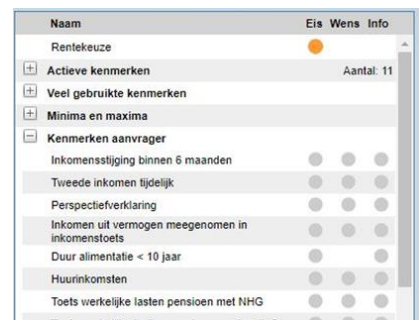 Naam Eis Wens Info
Rentekeuze
Actieve kenmerken Aantal: 11
Veel gebruikte kenmerken
Minima en maxima
Kenmerken aanvrager
Inkomensstijging binnen 6 maanden
Tweede inkomen tijdelijk
Perspectiefverklaring
Inkomen uit vermogen meegenomen in
inkomenstoets
Duur alimentatie < 10 jaar
Huurinkomsten
Toets werkelijke lasten pensioen met NHG